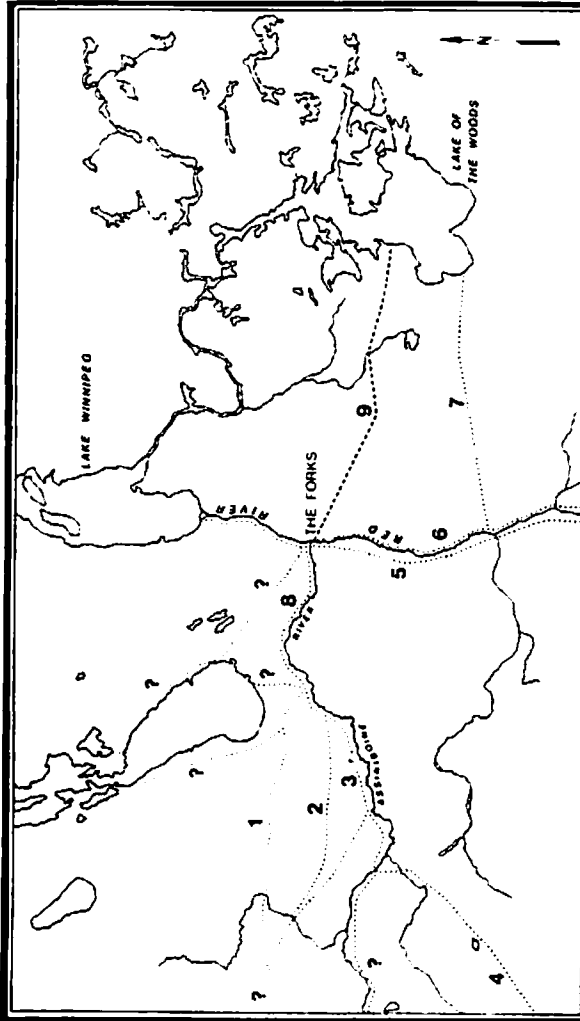 N
LAKE WINNIPEG
LAKE OF
THE WOODS
THE FORKS
RED
RIVER
ASSINIBOINE
RIVER
?
?
?
?
?
?
1
2
3
4
5
6
7
8
9